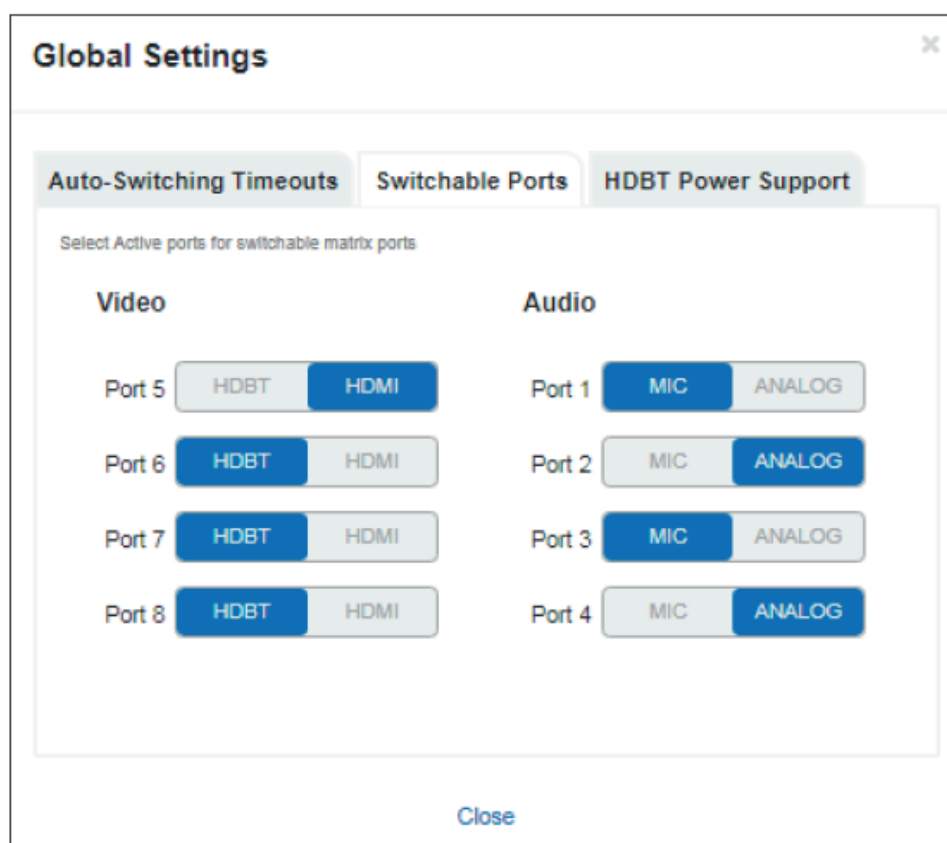 Global Settings ×
Auto-Switching Timeouts Switchable Ports HDBT Power Support
Select Active ports for switchable matrix ports
Video Audio
Port 5 HDBT HDMI Port 1 MIC ANALOG
Port 6 HDBT HDMI Port 2 MIC ANALOG
Port 7 HDBT HDMI Port 3 MIC ANALOG
Port 8 HDBT HDMI Port 4 MIC ANALOG
Close